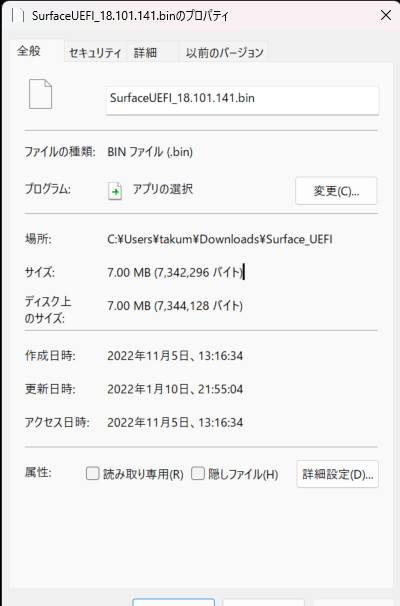 SurfaceUEFI_18.101.141.binのプロパティ
全般 セキュリティ 詳細 以前のバージョン
SurfaceUEFI_18.101.141.bin
ファイルの種類: BIN ファイル (.bin)
プログラム: アプリの選択 変更(C)...
場所: C:¥Users¥takum¥Downloads¥Surface_UEFI
サイズ: 7.00 MB (7,342,296 バイト)
ディスク上
のサイズ: 7.00 MB (7,344,128 バイト)
作成日時: 2022年11月5日、13:16:34
更新日時: 2022年1月10日、21:55:04
アクセス日時: 2022年11月5日、13:16:34
属性: 読み取り専用(R) 隠しファイル(H) 詳細設定(D)...